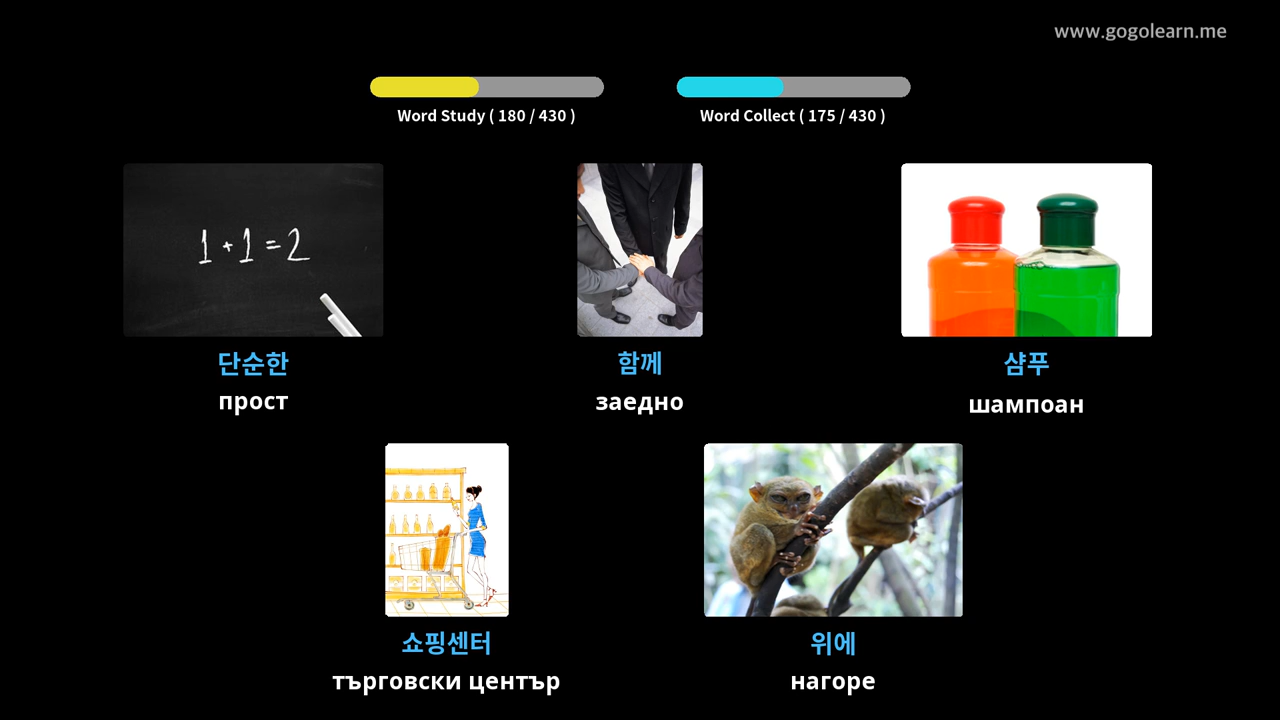 www.gogolearn.me
Word Study ( 180 / 430 )
Word Collect ( 175 / 430 )
1 + 1 = 2
단순한
прост
함께
заедно
샴푸
шампоан
쇼핑센터
търговски център
위에
нагоре